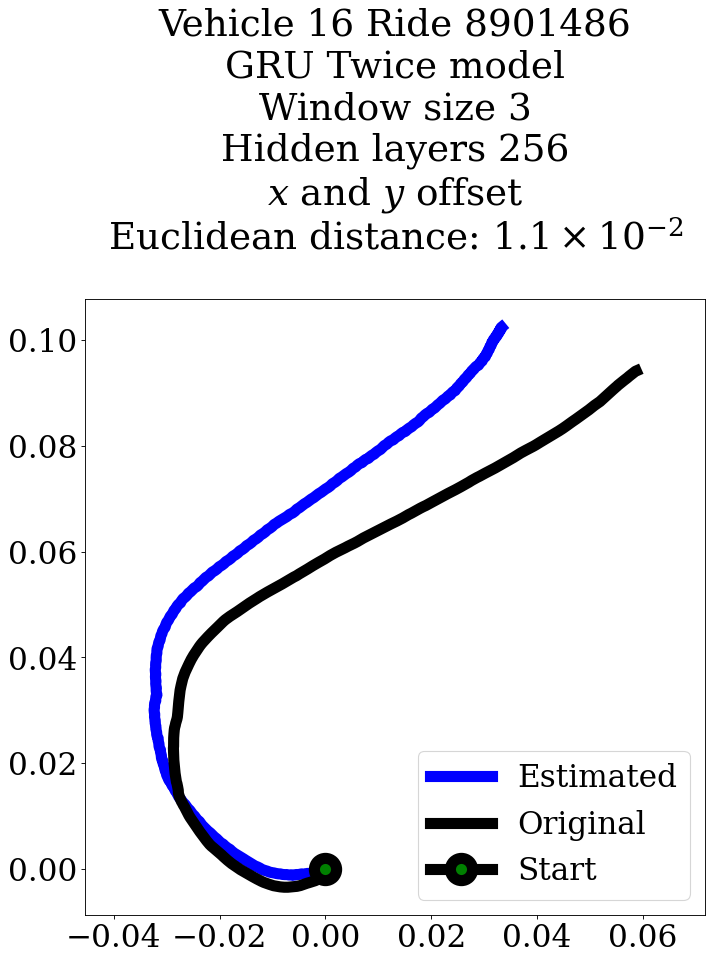 Vehicle 16 Ride 8901486
GRU Twice model
Window size 3
Hidden layers 256
x and y offset
Euclidean distance: 1.1 × 10⁻²
0.10
0.08
0.06
0.04
0.02
0.00
Estimated
Original
Start
−0.04 −0.02 0.00 0.02 0.04 0.06